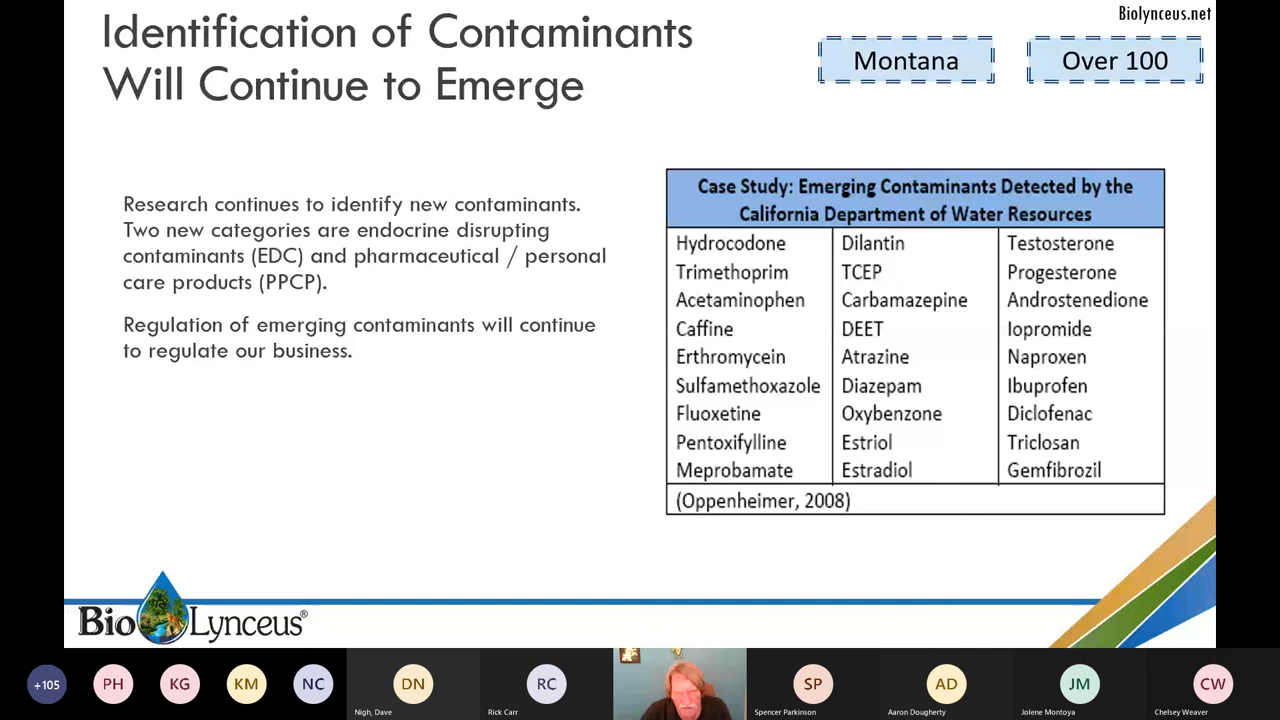 Biolynceus.net
Identification of Contaminants
Will Continue to Emerge
Montana
Over 100
Research continues to identify new contaminants.
Two new categories are endocrine disrupting
contaminants (EDC) and pharmaceutical / personal
care products (PPCP).
Regulation of emerging contaminants will continue
to regulate our business.
Case Study: Emerging Contaminants Detected by the
California Department of Water Resources
Hydrocodone Dilantin Testosterone
Trimethoprim TCEP Progesterone
Acetaminophen Carbamazepine Androstenedione
Caffine DEET Iopromide
Erthromycein Atrazine Naproxen
Sulfamethoxazole Diazepam Ibuprofen
Fluoxetine Oxybenzone Diclofenac
Pentoxifylline Estriol Triclosan
Meprobamate Estradiol Gemfibrozil
(Oppenheimer, 2008)
Bio Lynceus®
+105 PH KG KM NC DN RC SP AD JM CW
Nigh, Dave Rick Carr Spencer Parkinson Aaron Dougherty Jolene Montoya Chelsey Weaver